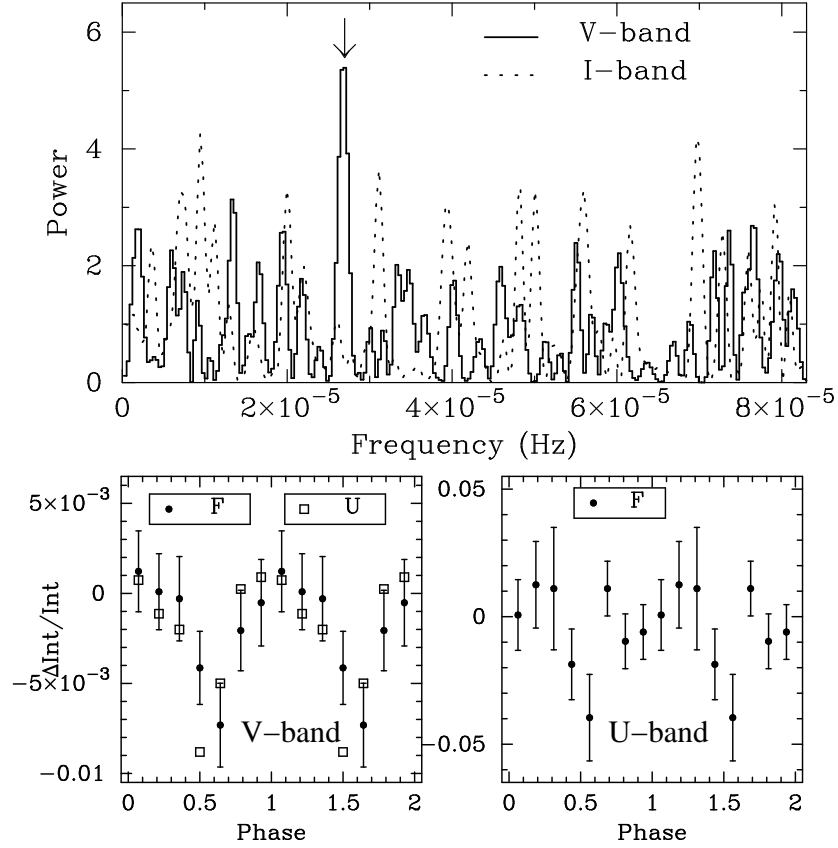 6
4
2
0
Power
V−band
I−band
0 2×10⁻⁵ 4×10⁻⁵ 6×10⁻⁵ 8×10⁻⁵
Frequency (Hz)
5×10⁻³
0
−5×10⁻³
−0.01
ΔInt/Int
F U
V−band
0 0.5 1 1.5 2
Phase
0.05
0
−0.05
F
U−band
0 0.5 1 1.5 2
Phase